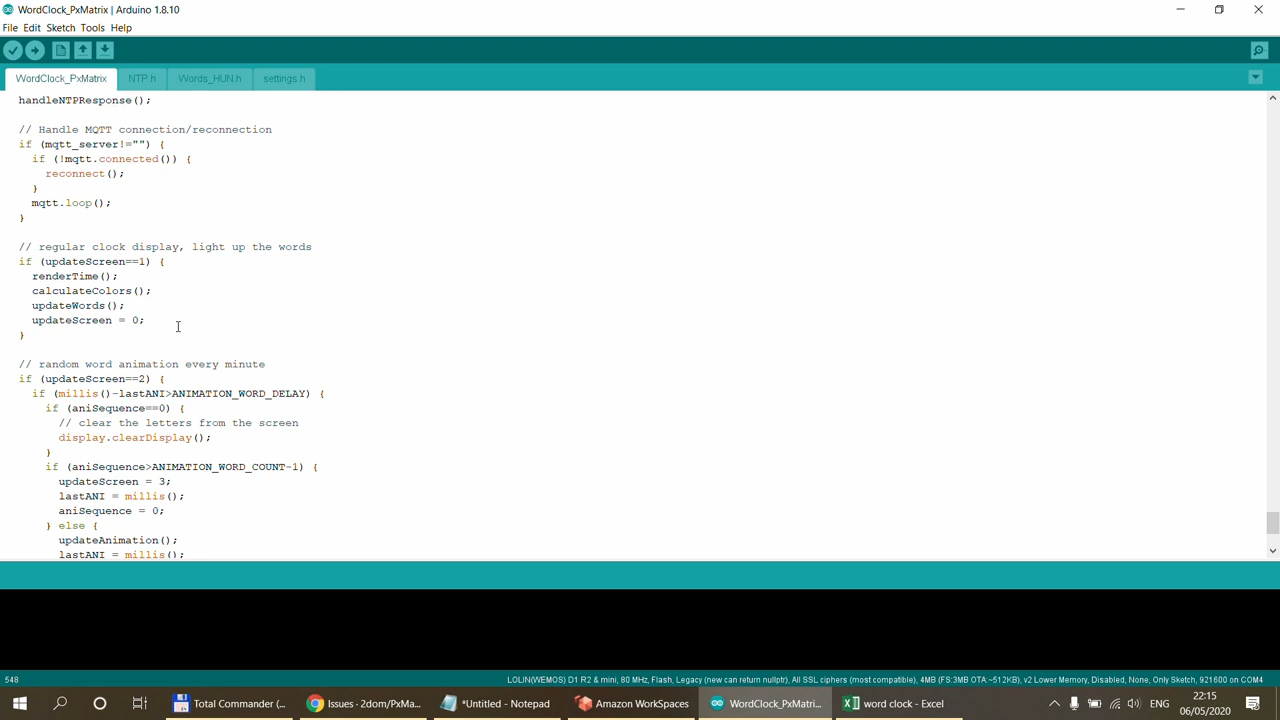 WordClock_PxMatrix | Arduino 1.8.10
File Edit Sketch Tools Help
WordClock_PxMatrix NTP.h Words_HUN.h settings.h
handleNTPResponse();
// Handle MQTT connection/reconnection
if (mqtt_server!="") {
if (!mqtt.connected()) {
reconnect();
}
mqtt.loop();
}
// regular clock display, light up the words
if (updateScreen==1) {
renderTime();
calculateColors();
updateWords();
updateScreen = 0;
}
// random word animation every minute
if (updateScreen==2) {
if (millis()-lastANI>ANIMATION_WORD_DELAY) {
if (aniSequence==0) {
// clear the letters from the screen
display.clearDisplay();
}
if (aniSequence>ANIMATION_WORD_COUNT-1) {
updateScreen = 3;
lastANI = millis();
aniSequence = 0;
} else {
updateAnimation();
lastANI = millis();
548 LOLIN(WEMOS) D1 R2 & mini, 80 MHz, Flash, Legacy (new can return nullptr), All SSL ciphers (most compatible), 4MB (FS:3MB OTA:~512KB), v2 Lower Memory, Disabled, None, Only Sketch, 921600 on COM4
Total Commander (... Issues · 2dom/PxMa... *Untitled - Notepad Amazon WorkSpaces WordClock_PxMatri... word clock - Excel ENG 22:15
06/05/2020